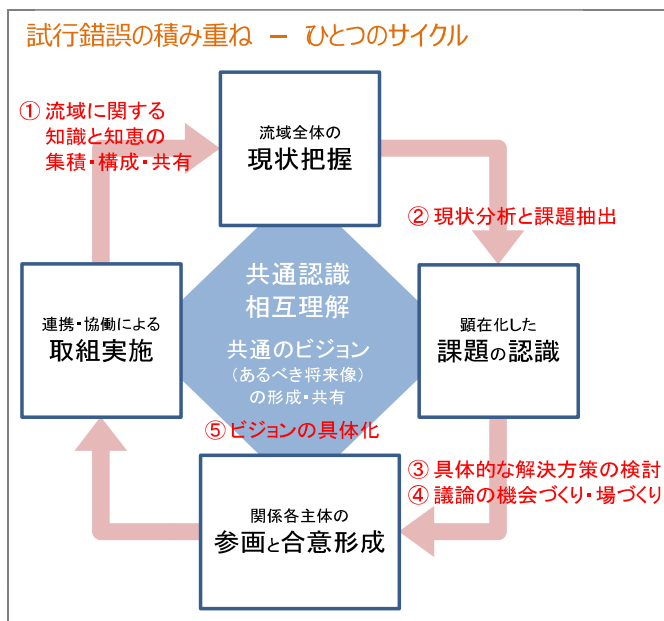 試行錯誤の積み重ね － ひとつのサイクル
① 流域に関する
知識と知恵の
集積・構成・共有
流域全体の
現状把握
② 現状分析と課題抽出
共通認識
相互理解
共通のビジョン
（あるべき将来像）
の形成・共有
連携・協働による
取組実施
顕在化した
課題の認識
⑤ ビジョンの具体化
③ 具体的な解決方策の検討
④ 議論の機会づくり・場づくり
関係各主体の
参画と合意形成